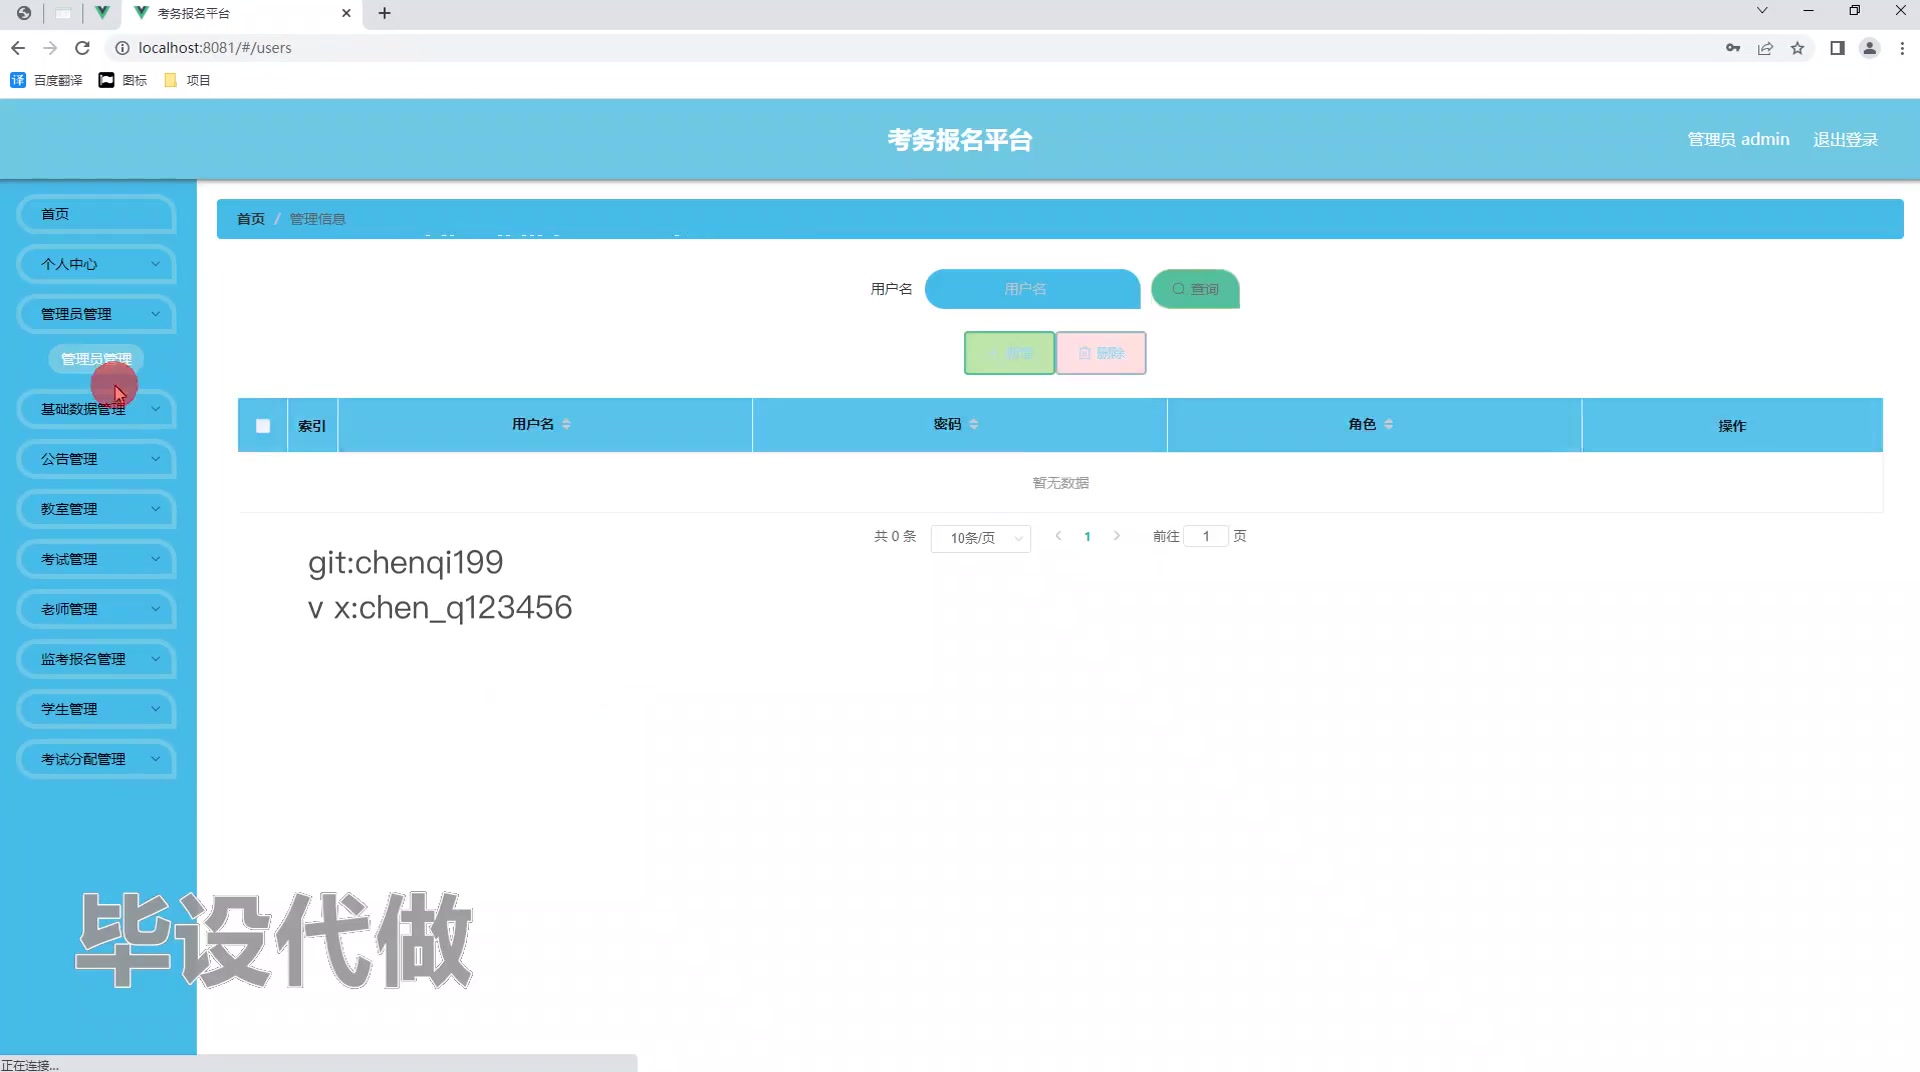 考务报名平台
localhost:8081/#/users
百度翻译 图标 项目
考务报名平台
管理员 admin 退出登录
首页
个人中心
管理员管理
管理员管理
基础数据管理
公告管理
教室管理
考试管理
老师管理
监考报名管理
学生管理
考试分配管理
首页 / 管理信息
用户名 用户名 查询
删除
索引 用户名 密码 角色 操作
暂无数据
共 0 条 10条/页 1 前往 1 页
git:chenqi199
v x:chen_q123456
毕设代做
正在连接...